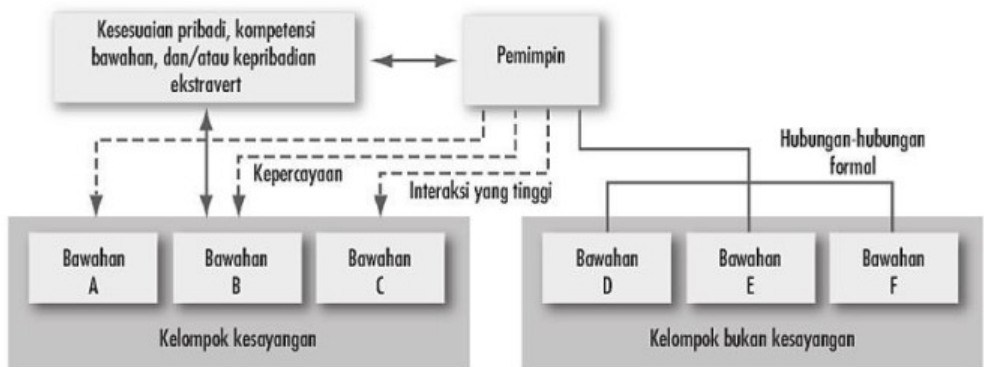 Kesesuaian pribadi, kompetensi
bawahan, dan/atau kepribadian
ekstravert
Pemimpin
Hubungan-hubungan
formal
Kepercayaan
Interaksi yang tinggi
Bawahan
A
Bawahan
B
Bawahan
C
Kelompok kesayangan
Bawahan
D
Bawahan
E
Bawahan
F
Kelompok bukan kesayangan